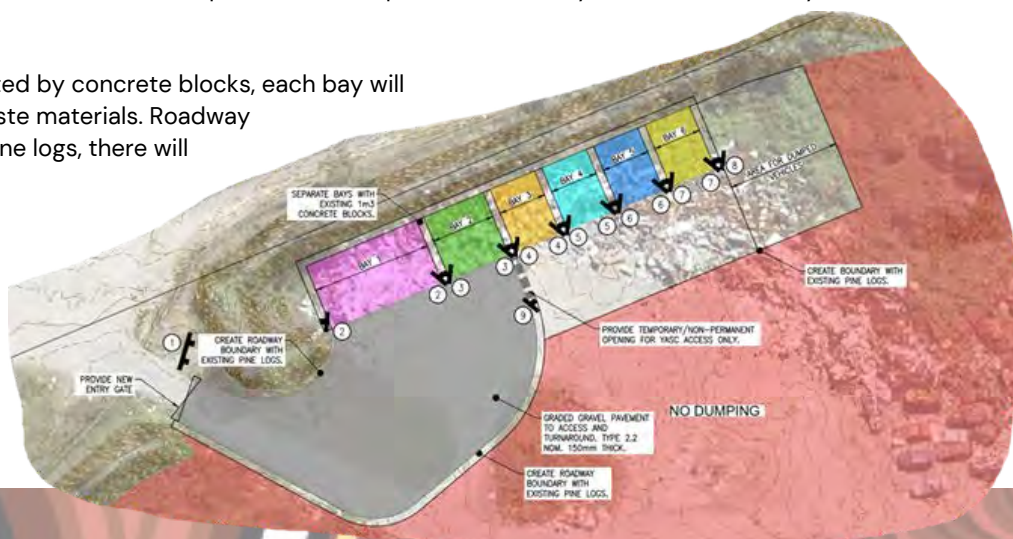 ted by concrete blocks, each bay will
ste materials. Roadway
ne logs, there will
SEPARATE BAYS WITH
EXISTING 1m3
CONCRETE BLOCKS.
BAY 1
BAY 2
BAY 3
BAY 4
BAY 5
BAY 6
AREA FOR DUMPED
VEHICLES
1
2
2
3
3
4
4
5
5
6
6
7
7
8
9
CREATE BOUNDARY WITH
EXISTING PINE LOGS.
PROVIDE TEMPORARY/NON-PERMANENT
OPENING FOR YASC ACCESS ONLY.
CREATE ROADWAY
BOUNDARY WITH
EXISTING PINE LOGS.
PROVIDE NEW
ENTRY GATE
GRADED GRAVEL PAVEMENT
TO ACCESS AND
TURNAROUND. TYPE 2.2
NOM. 150mm THICK.
NO DUMPING
CREATE ROADWAY
BOUNDARY WITH
EXISTING PINE LOGS.